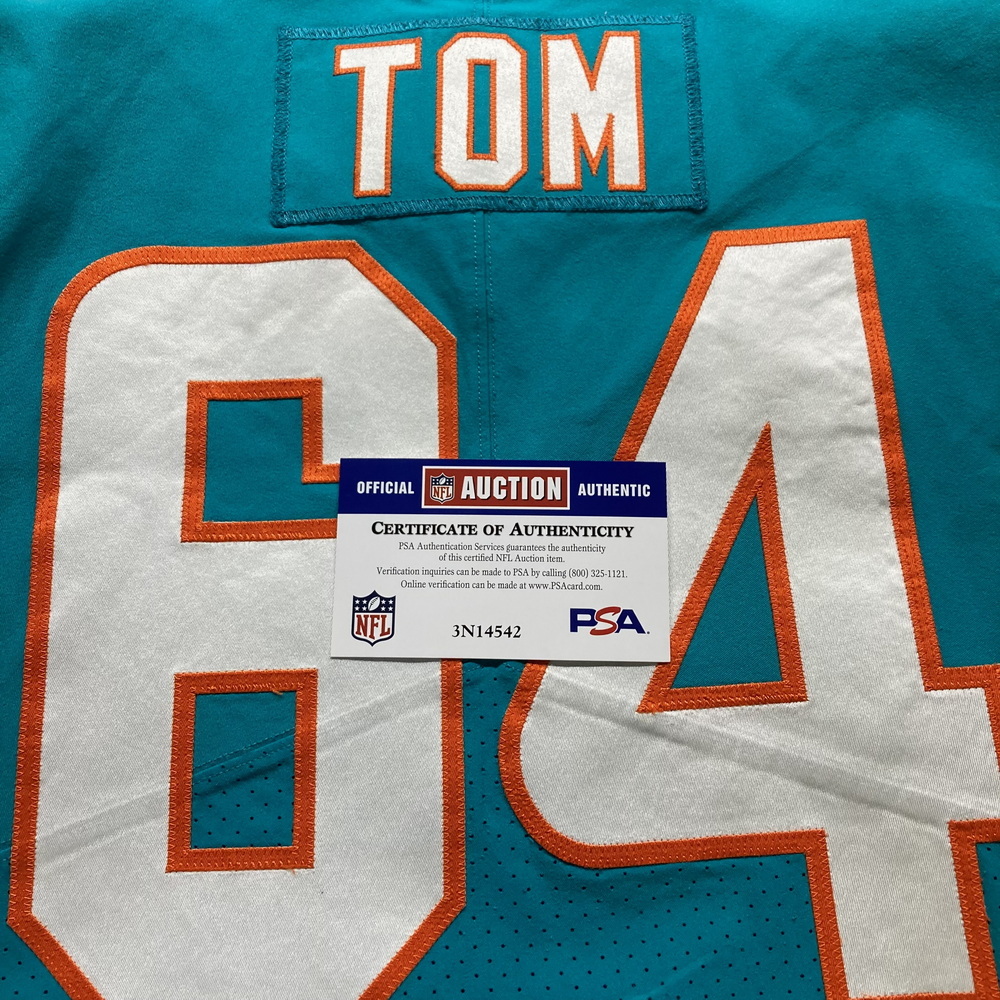 TOM
64
OFFICIAL NFL AUCTION AUTHENTIC
CERTIFICATE OF AUTHENTICITY
PSA Authentication Services guarantees the authenticity
of this certified NFL Auction item.
Verification inquiries can be made to PSA by calling (800) 325-1121.
Online verification can be made at www.PSAcard.com.
NFL 3N14542 PSA.